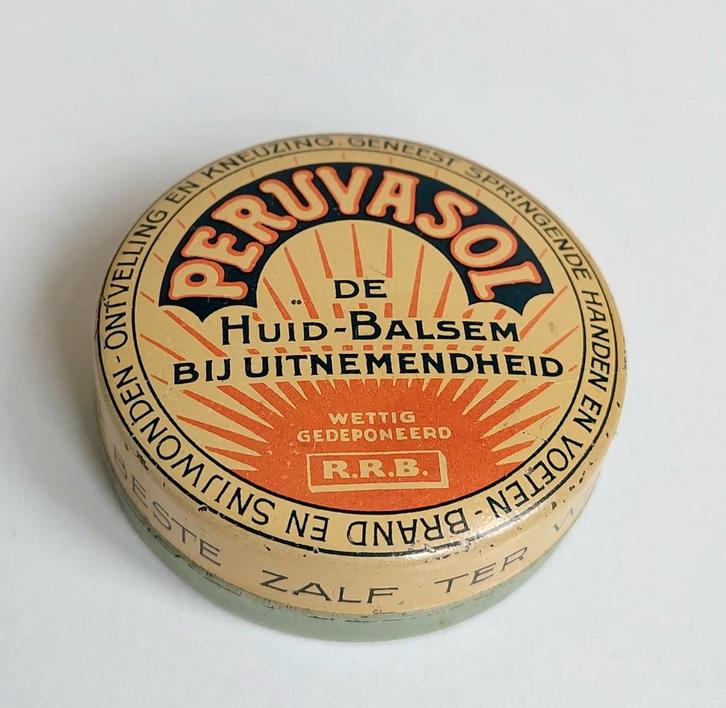 PERUVASOL
DE
HUID-BALSEM
BIJ UITNEMENDHEID
WETTIG
GEDEPONEERD
R.R.B.
GENEEST SPRINGENDE HANDEN EN VOETEN - BRAND EN SNIJWONDEN - ONTVELLING EN KNEUZING.
BESTE ZALF TER